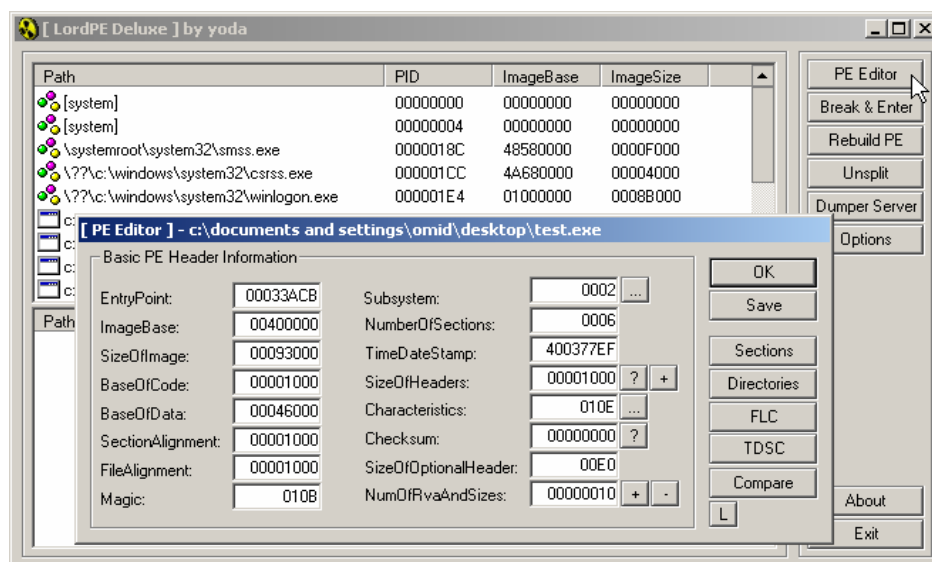 [ LordPE Deluxe ] by yoda
Path PID ImageBase ImageSize
[system] 00000000 00000000 00000000
[system] 00000004 00000000 00000000
\systemroot\system32\smss.exe 0000018C 48580000 0000F000
\??\c:\windows\system32\csrss.exe 000001CC 4A680000 00004000
\??\c:\windows\system32\winlogon.exe 000001E4 01000000 0008B000
c:
c:
c:
c:
Path
PE Editor
Break & Enter
Rebuild PE
Unsplit
Dumper Server
Options
About
Exit
[ PE Editor ] - c:\documents and settings\omid\desktop\test.exe
Basic PE Header Information
EntryPoint: 00033ACB
ImageBase: 00400000
SizeOfImage: 00093000
BaseOfCode: 00001000
BaseOfData: 00046000
SectionAlignment: 00001000
FileAlignment: 00001000
Magic: 010B
Subsystem: 0002 ...
NumberOfSections: 0006
TimeDateStamp: 400377EF
SizeOfHeaders: 00001000 ? +
Characteristics: 010E ...
Checksum: 00000000 ?
SizeOfOptionalHeader: 00E0
NumOfRvaAndSizes: 00000010 + -
OK
Save
Sections
Directories
FLC
TDSC
Compare
L